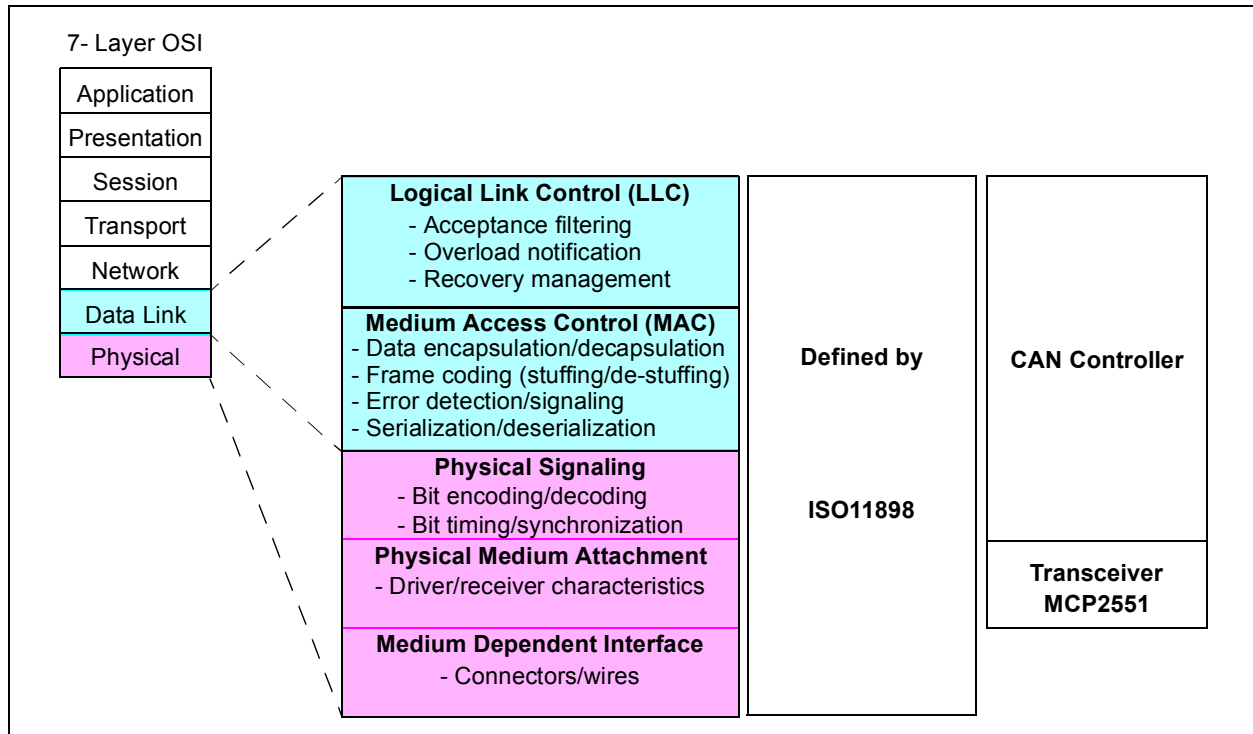 7- Layer OSI
Application
Presentation
Session
Transport
Network
Data Link
Physical
Logical Link Control (LLC)
- Acceptance filtering
- Overload notification
- Recovery management
Medium Access Control (MAC)
- Data encapsulation/decapsulation
- Frame coding (stuffing/de-stuffing)
- Error detection/signaling
- Serialization/deserialization
Physical Signaling
- Bit encoding/decoding
- Bit timing/synchronization
Physical Medium Attachment
- Driver/receiver characteristics
Medium Dependent Interface
- Connectors/wires
Defined by
ISO11898
CAN Controller
Transceiver
MCP2551